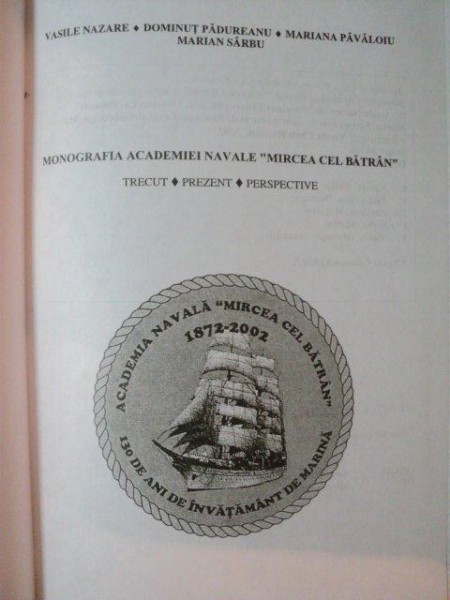 VASILE NAZARE ♦ DOMINUȚ PĂDUREANU ♦ MARIANA PĂVĂLOIU
MARIAN SÂRBU
MONOGRAFIA ACADEMIEI NAVALE "MIRCEA CEL BĂTRÂN"
TRECUT ♦ PREZENT ♦ PERSPECTIVE
ACADEMIA NAVALĂ "MIRCEA CEL BĂTRÂN"
1872-2002
130 DE ANI DE ÎNVĂȚĂMÂNT DE MARINĂ